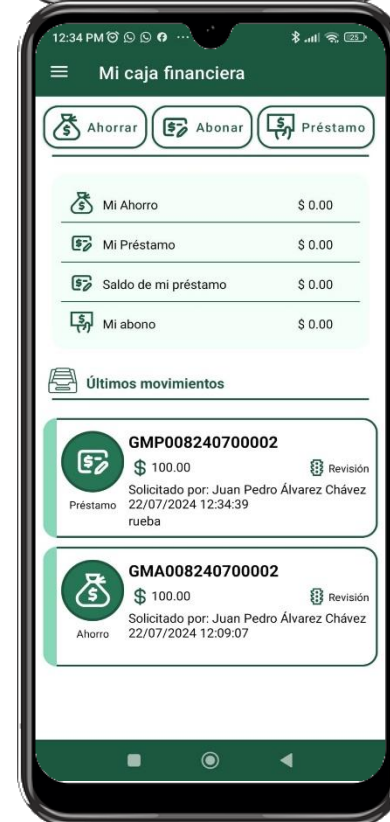 12:34 PM ... 25
Mi caja financiera
Ahorrar Abonar Préstamo
Mi Ahorro $ 0.00
Mi Préstamo $ 0.00
Saldo de mi préstamo $ 0.00
Mi abono $ 0.00
Últimos movimientos
GMP008240700002
$ 100.00 Revisión
Solicitado por: Juan Pedro Álvarez Chávez
Préstamo 22/07/2024 12:34:39
rueba
GMA008240700002
$ 100.00 Revisión
Solicitado por: Juan Pedro Álvarez Chávez
Ahorro 22/07/2024 12:09:07